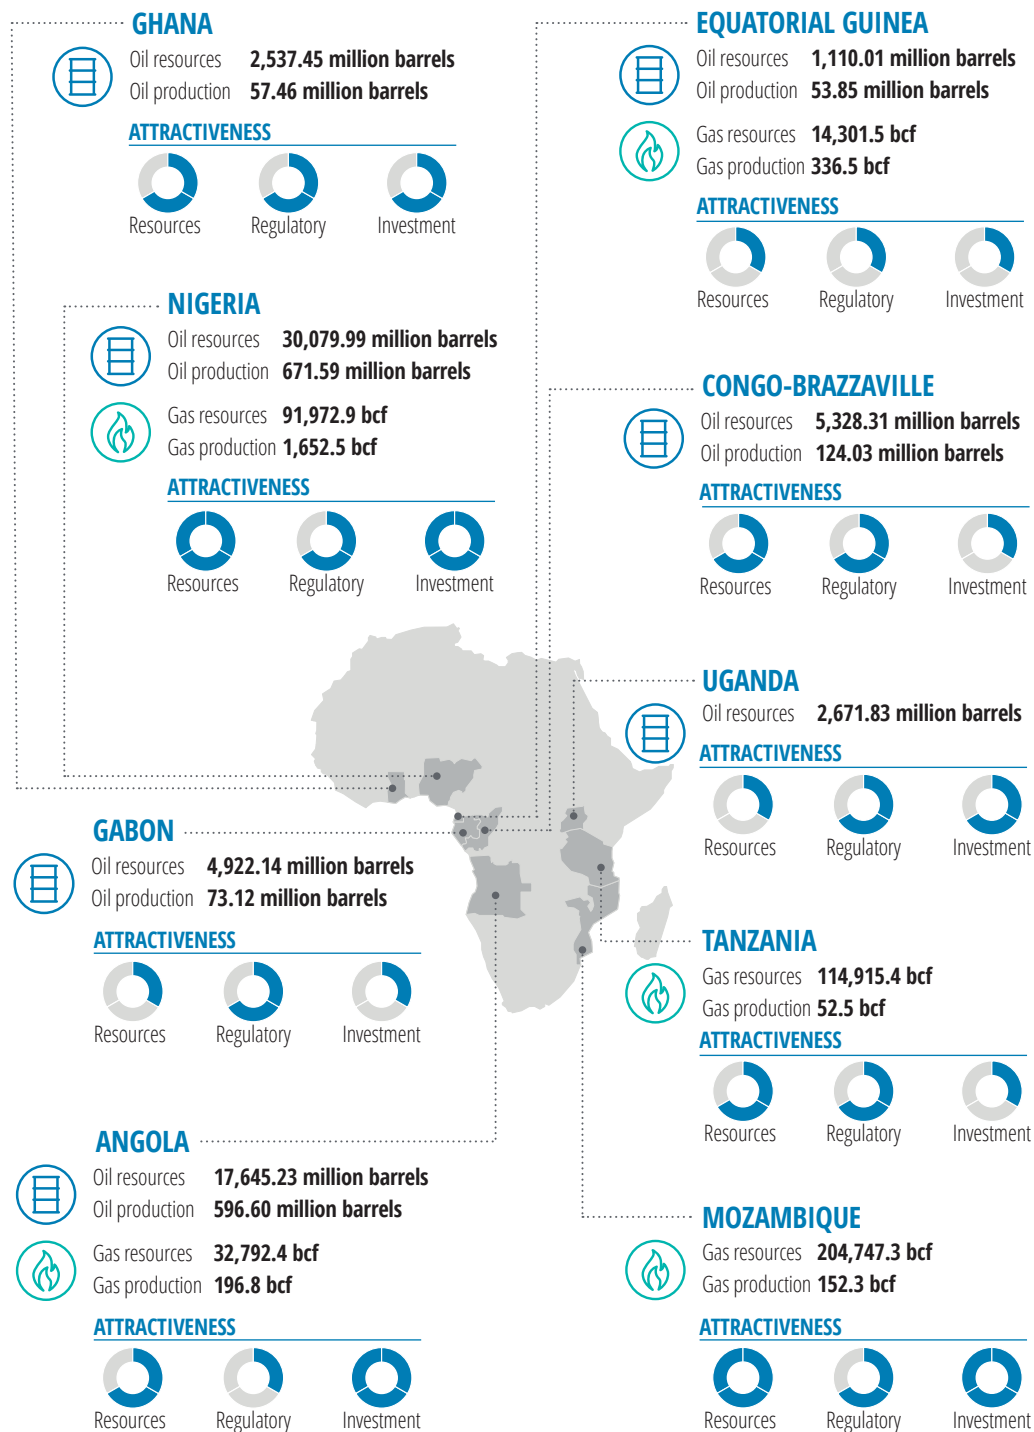 GHANA
Oil resources 2,537.45 million barrels
Oil production 57.46 million barrels
ATTRACTIVENESS
Resources Regulatory Investment
NIGERIA
Oil resources 30,079.99 million barrels
Oil production 671.59 million barrels
Gas resources 91,972.9 bcf
Gas production 1,652.5 bcf
ATTRACTIVENESS
Resources Regulatory Investment
GABON
Oil resources 4,922.14 million barrels
Oil production 73.12 million barrels
ATTRACTIVENESS
Resources Regulatory Investment
ANGOLA
Oil resources 17,645.23 million barrels
Oil production 596.60 million barrels
Gas resources 32,792.4 bcf
Gas production 196.8 bcf
ATTRACTIVENESS
Resources Regulatory Investment
EQUATORIAL GUINEA
Oil resources 1,110.01 million barrels
Oil production 53.85 million barrels
Gas resources 14,301.5 bcf
Gas production 336.5 bcf
ATTRACTIVENESS
Resources Regulatory Investment
CONGO-BRAZZAVILLE
Oil resources 5,328.31 million barrels
Oil production 124.03 million barrels
ATTRACTIVENESS
Resources Regulatory Investment
UGANDA
Oil resources 2,671.83 million barrels
ATTRACTIVENESS
Resources Regulatory Investment
TANZANIA
Gas resources 114,915.4 bcf
Gas production 52.5 bcf
ATTRACTIVENESS
Resources Regulatory Investment
MOZAMBIQUE
Gas resources 204,747.3 bcf
Gas production 152.3 bcf
ATTRACTIVENESS
Resources Regulatory Investment